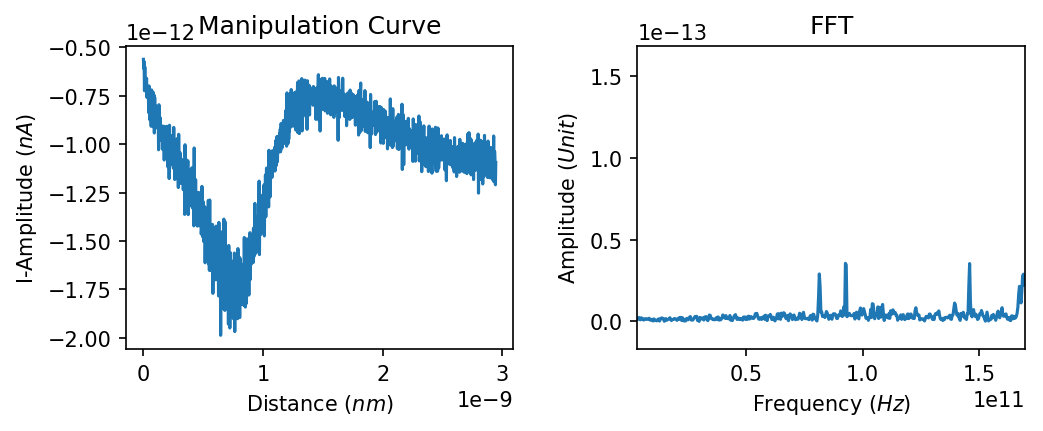 Manipulation Curve
1e−12
−0.50
−0.75
−1.00
−1.25
−1.50
−1.75
−2.00
I-Amplitude (nA)
0
1
2
3
1e−9
Distance (nm)
FFT
1e−13
1.5
1.0
0.5
0.0
Amplitude (Unit)
0.5
1.0
1.5
1e11
Frequency (Hz)